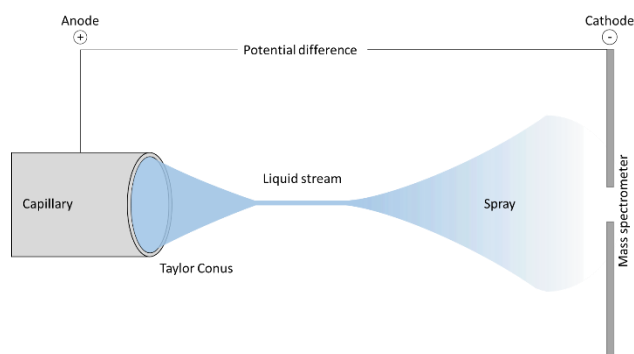 Anode
Cathode
+
-
Potential difference
Liquid stream
Capillary
Spray
Mass spectrometer
Taylor Conus